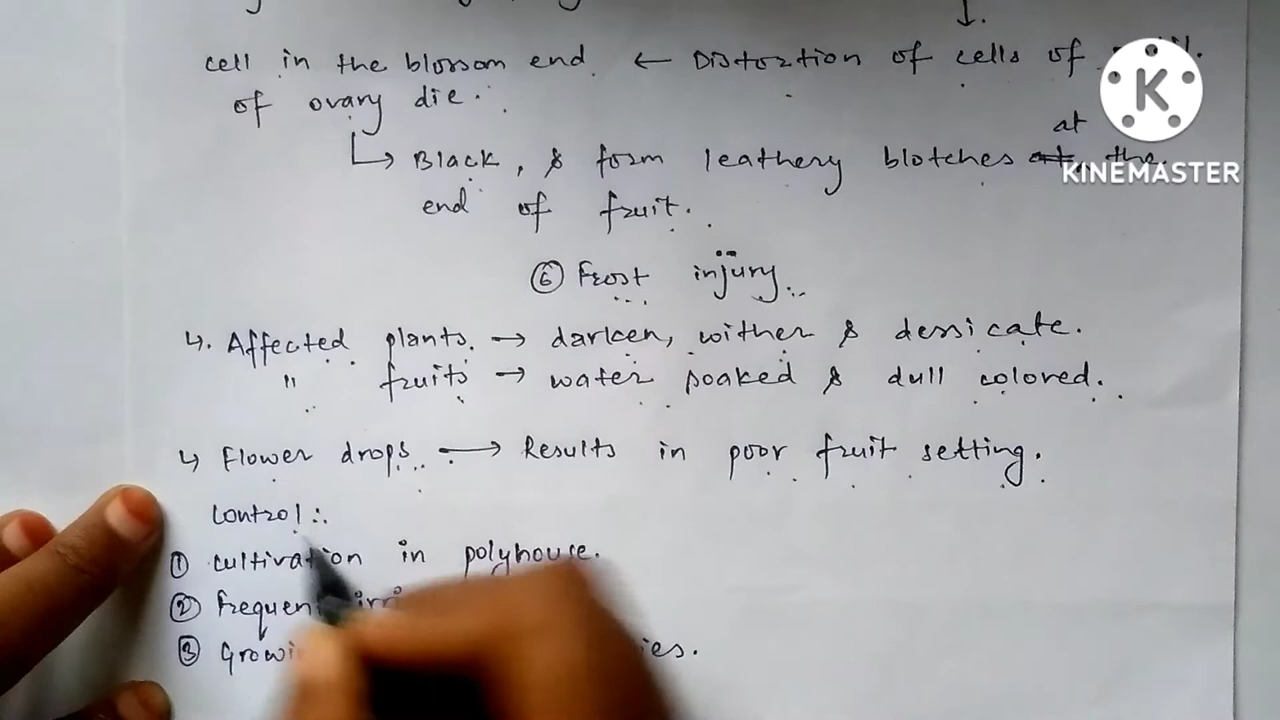 cell in the blossom end. ← Distortion of cells of
of ovary die.
at
↳ Black, & form leathery blotches at, the
end of fruit.
⑥ Frost injury.
↳. Affected plants. → darken, wither & dessicate.
" fruits → water soaked & dull colored.
↳ Flower drops → Results in poor fruit setting.
Control:
① cultivation in polyhouse.
② Frequent
③
K
KINEMASTER